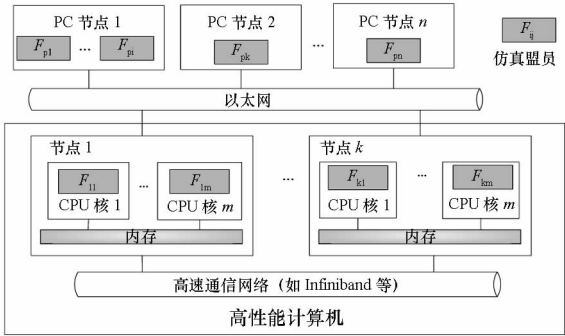 PC 节点 1
PC 节点 2
PC 节点 n
F_p1 ... F_pi
F_pk
...
F_pn
F_ij
仿真盟员
以太网
节点 1
节点 k
F_11 ... F_1m
...
F_k1 ... F_km
CPU 核 1 CPU 核 m
CPU 核 1 CPU 核 m
内存
内存
高速通信网络（如 Infiniband 等）
高性能计算机